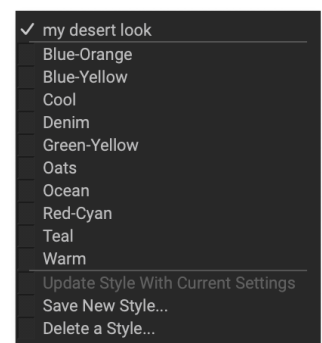 my desert look
Blue-Orange
Blue-Yellow
Cool
Denim
Green-Yellow
Oats
Ocean
Red-Cyan
Teal
Warm
Update Style With Current Settings
Save New Style...
Delete a Style...